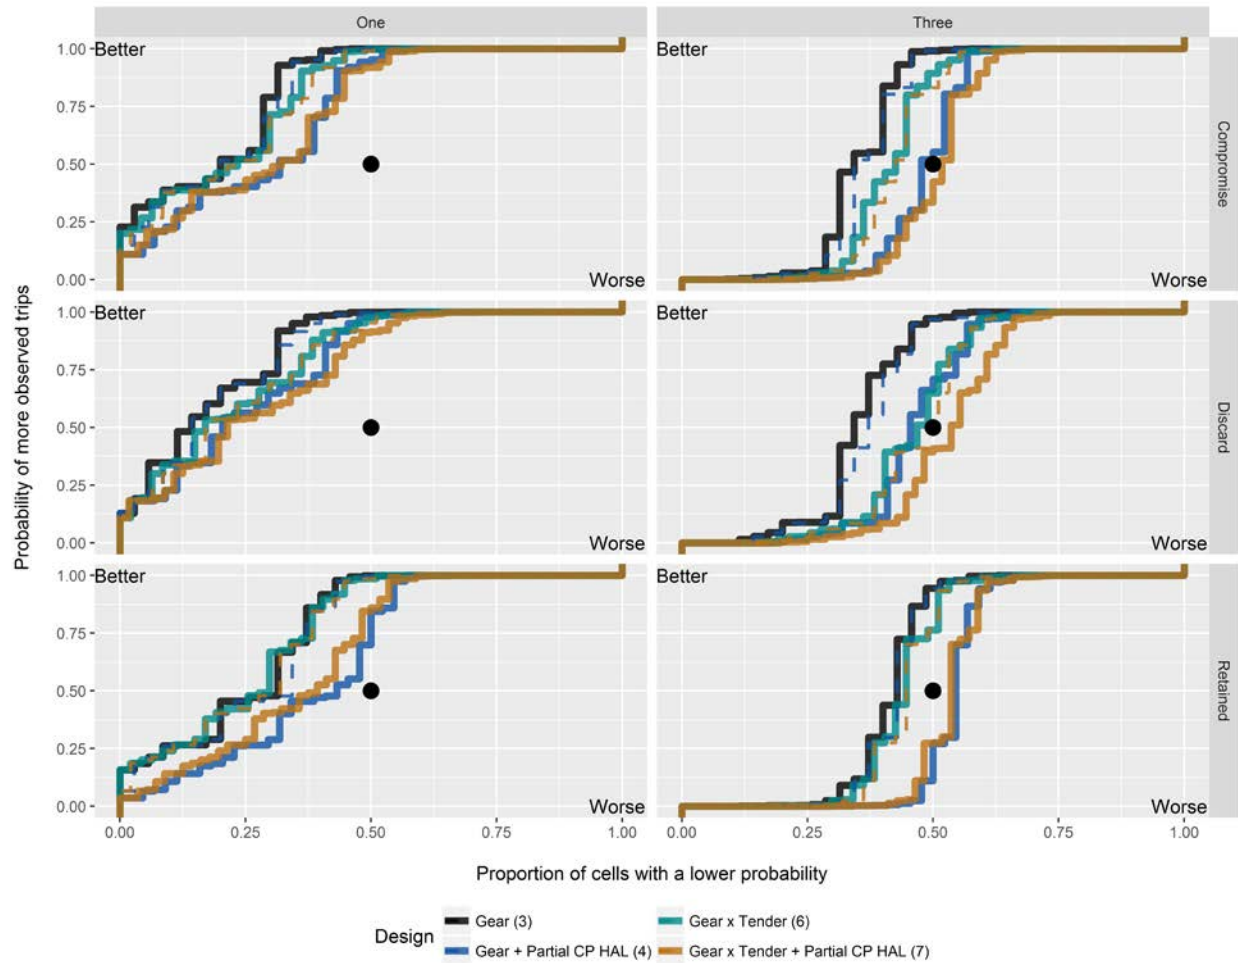 One
Three
Better
Worse
Better
Worse
Compromise
1.00
0.75
0.50
0.25
0.00
Better
Worse
Better
Worse
Discard
1.00
0.75
0.50
0.25
0.00
Better
Worse
Better
Worse
Retained
1.00
0.75
0.50
0.25
0.00
0.00 0.25 0.50 0.75 1.00
0.00 0.25 0.50 0.75 1.00
Probability of more observed trips
Proportion of cells with a lower probability
Design
Gear (3)
Gear x Tender (6)
Gear + Partial CP HAL (4)
Gear x Tender + Partial CP HAL (7)